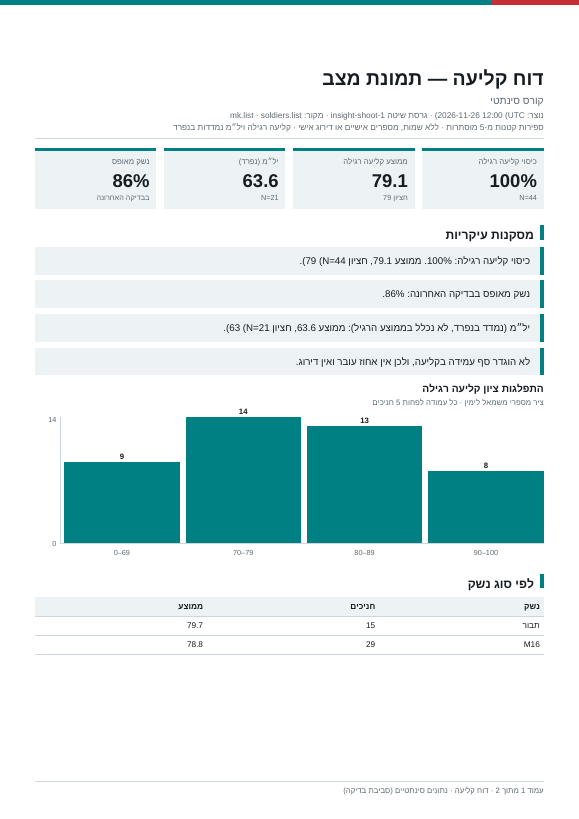 דוח קליעה — תמונת מצב
קורס סינתטי
נוצר: 2026-11-26 12:00 (UTC) · גרסת שיטה insight-shoot-1 · מקור: mk.list · soldiers.list
ספירות קטנות מ-5 מוסתרות · ללא שמות, מספרים אישיים או דירוג אישי · קליעה רגילה ויל״מ נמדדות בנפרד
כיסוי קליעה רגילה
100%
N=44
ממוצע קליעה רגילה
79.1
חציון 79
יל״מ (נפרד)
63.6
N=21
נשק מאופס
86%
בבדיקה האחרונה
מסקנות עיקריות
כיסוי קליעה רגילה: 100%. ממוצע 79.1, חציון 79 (N=44).
נשק מאופס בבדיקה האחרונה: 86%.
יל״מ (נמדד בנפרד, לא נכלל בממוצע הרגיל): ממוצע 63.6, חציון 63 (N=21).
לא הוגדר סף עמידה בקליעה, ולכן אין אחוז עובר ואין דירוג.
התפלגות ציון קליעה רגילה
ציר מספרי משמאל לימין · כל עמודה לפחות 5 חניכים
14
0
9
14
13
8
0–69
70–79
80–89
90–100
לפי סוג נשק
נשק חניכים ממוצע
תבור 15 79.7
M16 29 78.8
עמוד 1 מתוך 2 · דוח קליעה · נתונים סינתטיים (סביבת בדיקה)